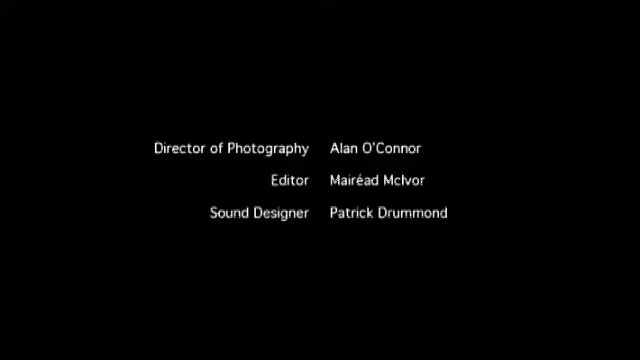 Director of Photography Alan O'Connor
Editor Mairéad McIvor
Sound Designer Patrick Drummond